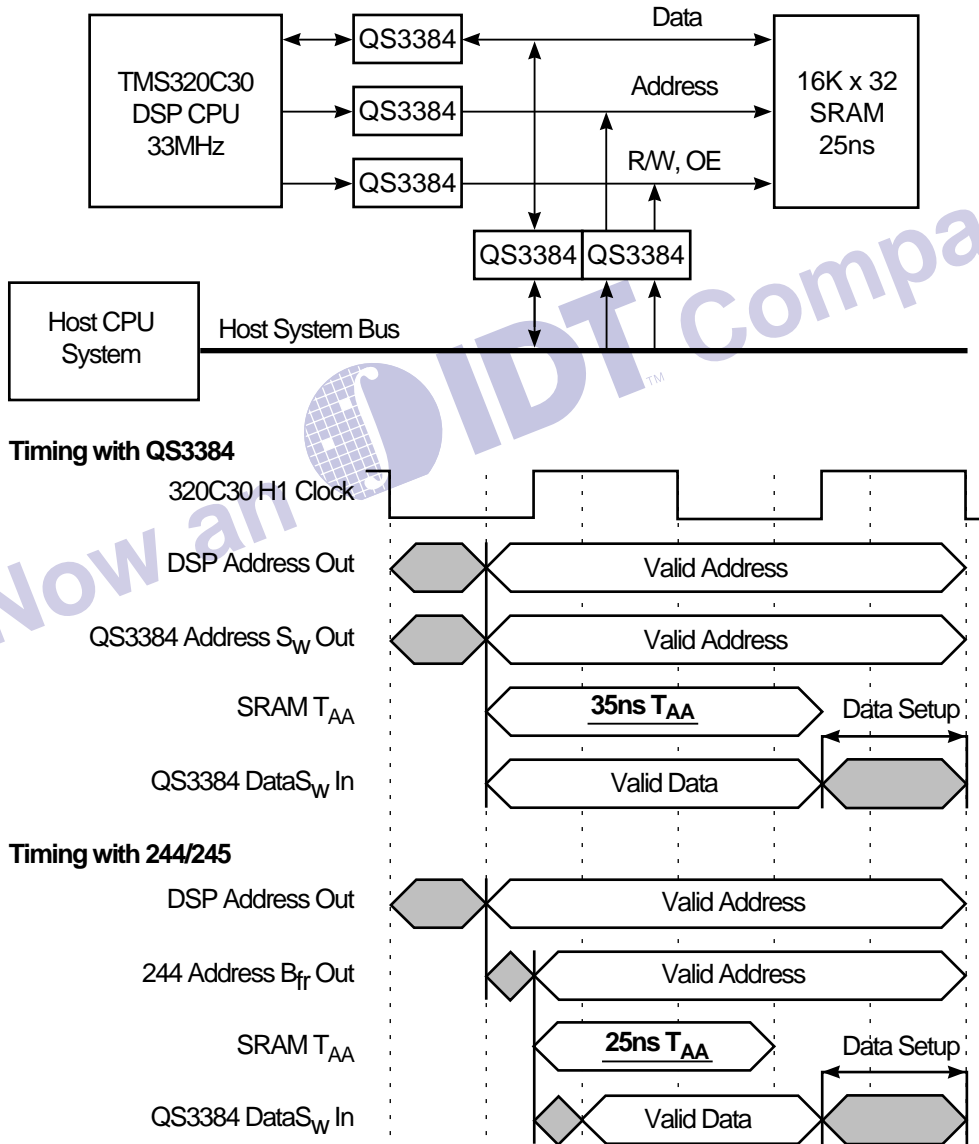 QS3384
Data
TMS320C30
DSP CPU
33MHz
QS3384
Address
16K x 32
SRAM
25ns
QS3384
R/W, OE
QS3384 QS3384
Host CPU
System
Host System Bus
Now an IDT Compa
TM
Timing with QS3384
320C30 H1 Clock
DSP Address Out
Valid Address
QS3384 Address SW Out
Valid Address
SRAM TAA
35ns TAA
Data Setup
QS3384 DataSW In
Valid Data
Timing with 244/245
DSP Address Out
Valid Address
244 Address Bfr Out
Valid Address
SRAM TAA
25ns TAA
Data Setup
QS3384 DataSW In
Valid Data